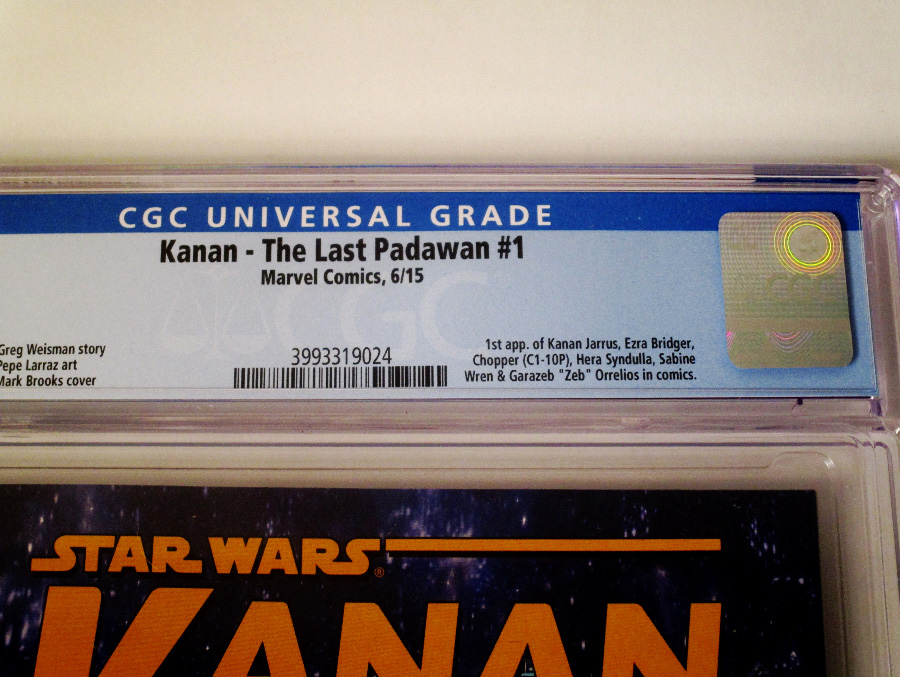 CGC UNIVERSAL GRADE
Kanan - The Last Padawan #1
Marvel Comics, 6/15
CGC
Greg Weisman story
Pepe Larraz art
Mark Brooks cover
3993319024
1st app. of Kanan Jarrus, Ezra Bridger,
Chopper (C1-10P), Hera Syndulla, Sabine
Wren & Garazeb "Zeb" Orrelios in comics.
CGC
STAR WARS®
KANAN